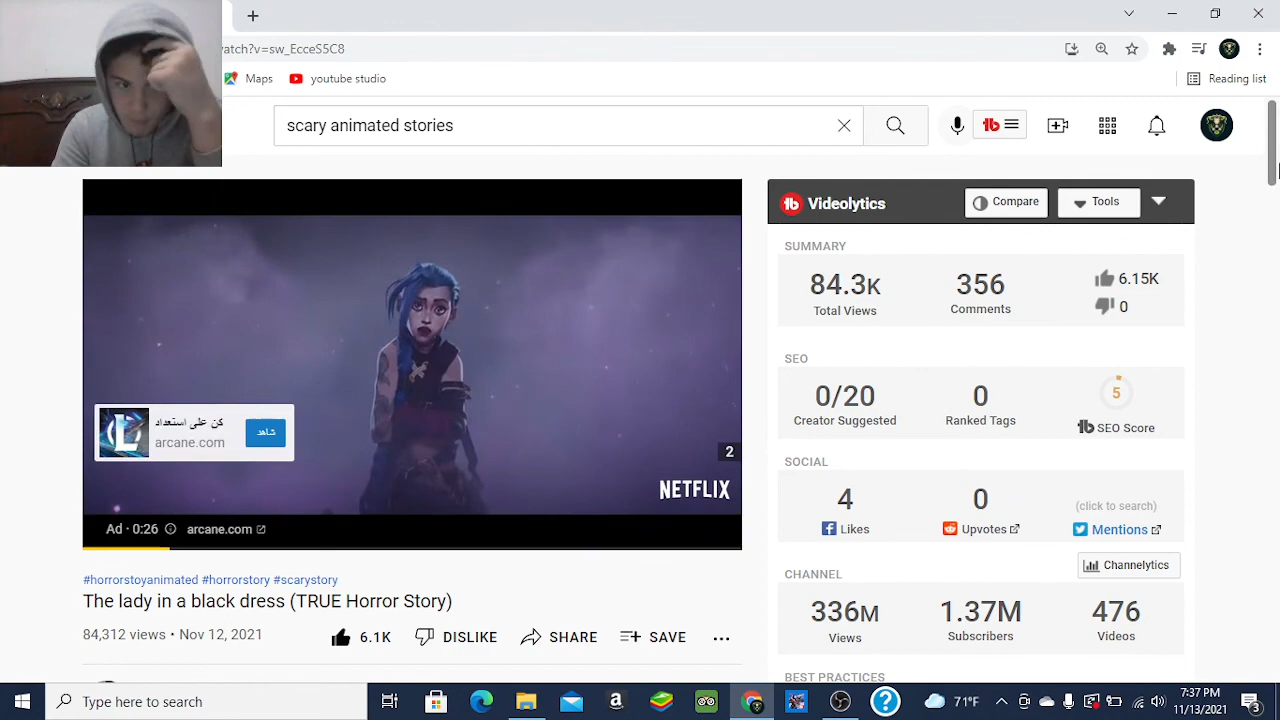 atch?v=sw_EcceS5C8
Maps
youtube studio
Reading list
scary animated stories
Videolytics
Compare
Tools
SUMMARY
84.3K
356
6.15K
Total Views
Comments
0
SEO
0/20
0
5
Creator Suggested
Ranked Tags
SEO Score
SOCIAL
4
0
(click to search)
Likes
Upvotes
Mentions
CHANNEL
Channelytics
336M
1.37M
476
Views
Subscribers
Videos
BEST PRACTICES
كن على استعداد
arcane.com
شاهد
2
NETFLIX
Ad · 0:26
arcane.com
#horrorstoyanimated #horrorstory #scarystory
The lady in a black dress (TRUE Horror Story)
84,312 views • Nov 12, 2021
6.1K
DISLIKE
SHARE
SAVE
Type here to search
71°F
7:37 PM
11/13/2021
3